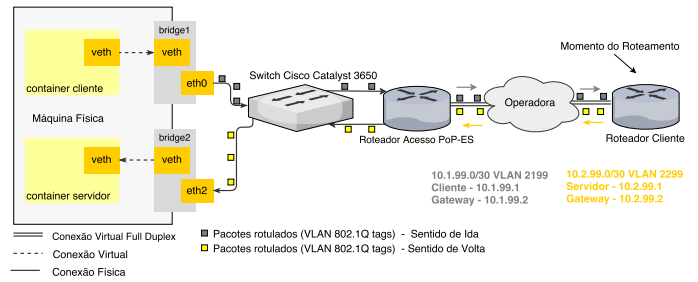 bridge1
Momento do Roteamento
veth
veth
container cliente
eth0
Switch Cisco Catalyst 3650
Operadora
Máquina Física
Roteador Acesso PoP-ES
Roteador Cliente
bridge2
veth
veth
container servidor
eth2
10.1.99.0/30 VLAN 2199
Cliente - 10.1.99.1
Gateway - 10.1.99.2
10.2.99.0/30 VLAN 2299
Servidor - 10.2.99.1
Gateway - 10.2.99.2
Conexão Virtual Full Duplex
Conexão Virtual
Conexão Física
Pacotes rotulados (VLAN 802.1Q tags) - Sentido de Ida
Pacotes rotulados (VLAN 802.1Q tags) - Sentido de Volta